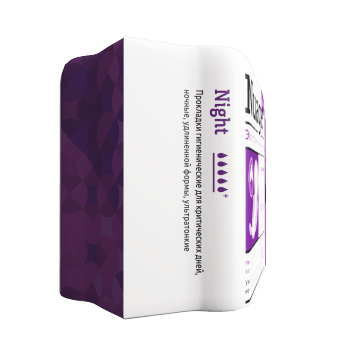 Night
Прокладки гигиенические для критических дней,
ночные, удлиненной формы, ультратонкие